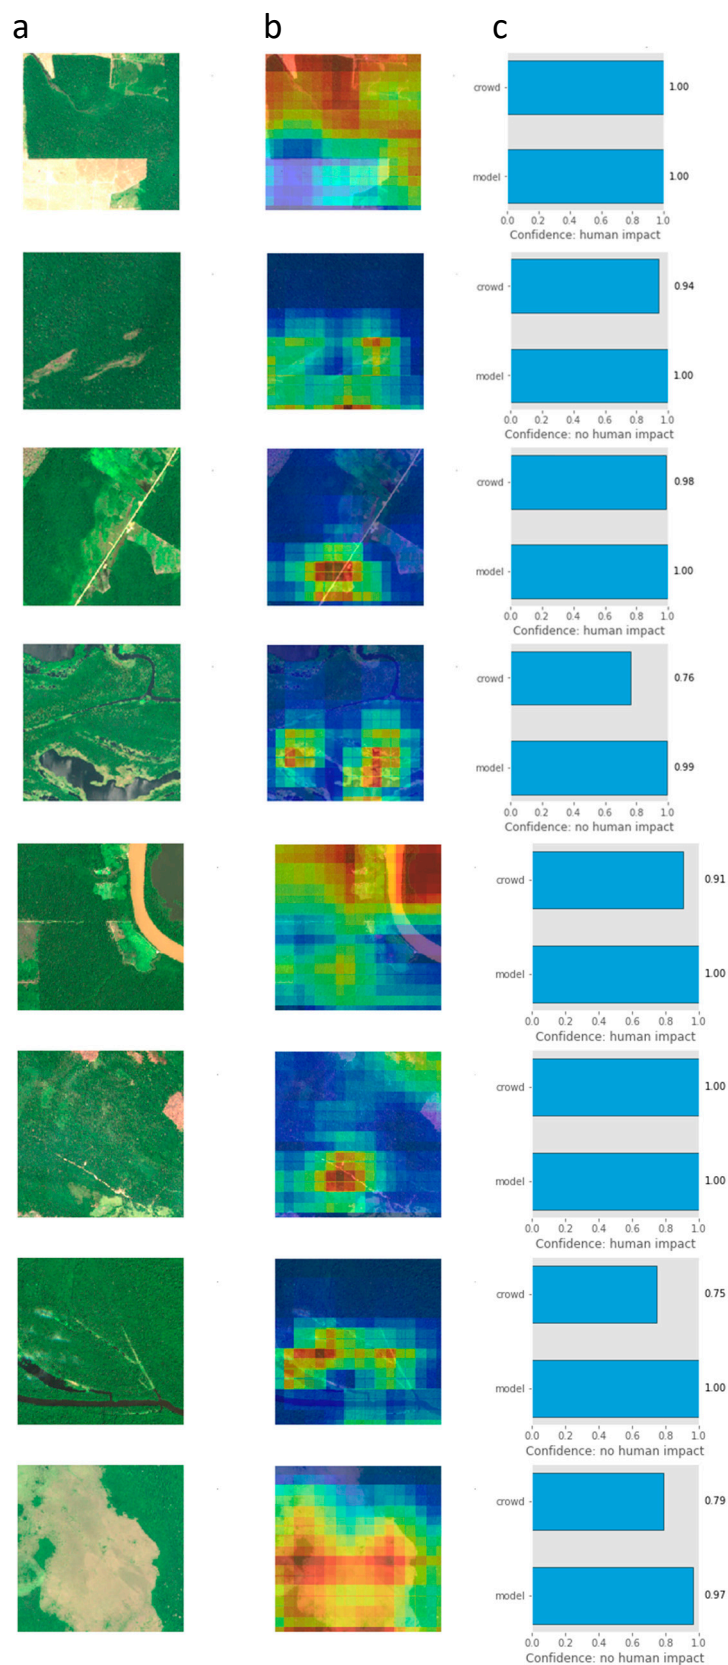 a b c
crowd 1.00
model 1.00
0.0 0.2 0.4 0.6 0.8 1.0
Confidence: human impact
crowd 0.94
model 1.00
0.0 0.2 0.4 0.6 0.8 1.0
Confidence: no human impact
crowd 0.98
model 1.00
0.0 0.2 0.4 0.6 0.8 1.0
Confidence: human impact
crowd 0.76
model 0.99
0.0 0.2 0.4 0.6 0.8 1.0
Confidence: no human impact
crowd 0.91
model 1.00
0.0 0.2 0.4 0.6 0.8 1.0
Confidence: human impact
crowd 1.00
model 1.00
0.0 0.2 0.4 0.6 0.8 1.0
Confidence: human impact
crowd 0.75
model 1.00
0.0 0.2 0.4 0.6 0.8 1.0
Confidence: no human impact
crowd 0.79
model 0.97
0.0 0.2 0.4 0.6 0.8 1.0
Confidence: no human impact